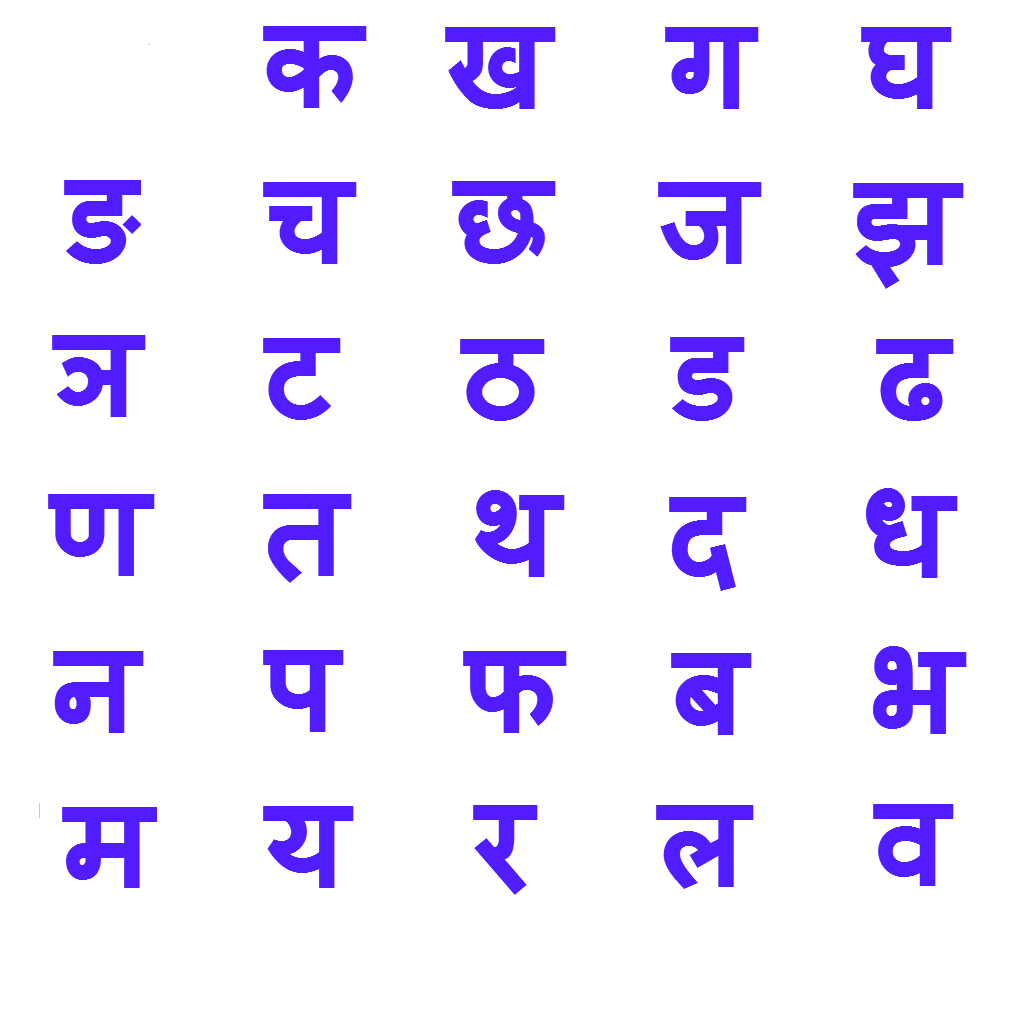 क ख ग घ
ङ च छ ज झ
ञ ट ठ ड ढ
ण त थ द ध
न प फ ब भ
म य र ल व